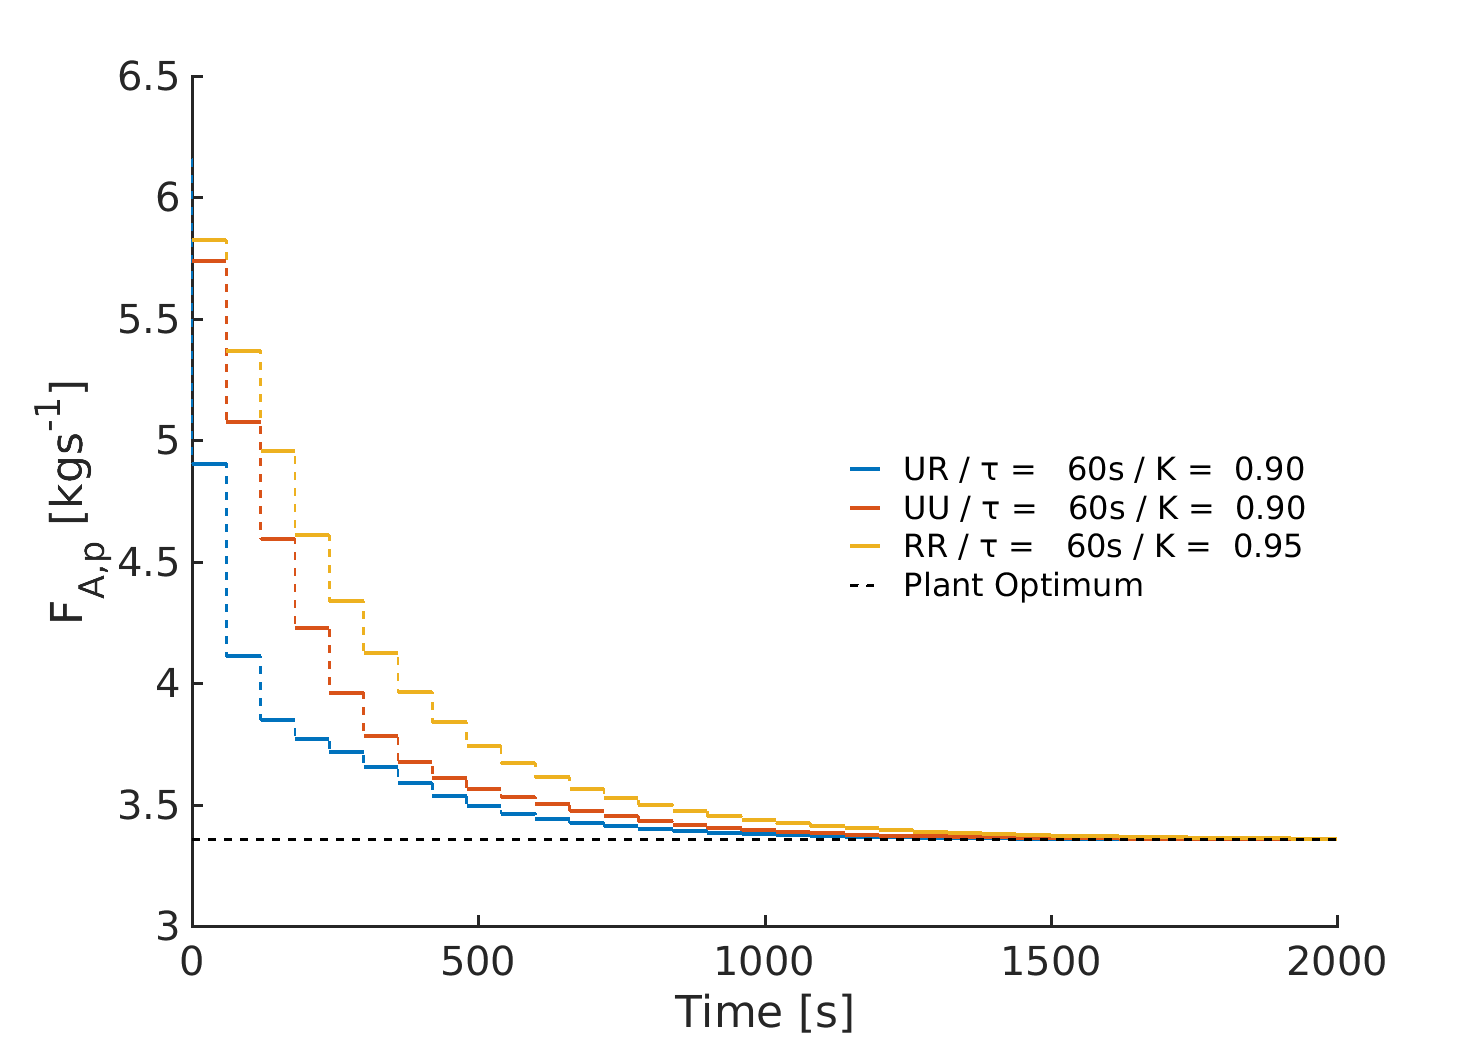 6.5
6
5.5
5
4.5
4
3.5
3
F_A,p [kgs^-1]
UR / τ = 60s / K = 0.90
UU / τ = 60s / K = 0.90
RR / τ = 60s / K = 0.95
Plant Optimum
0 500 1000 1500 2000
Time [s]